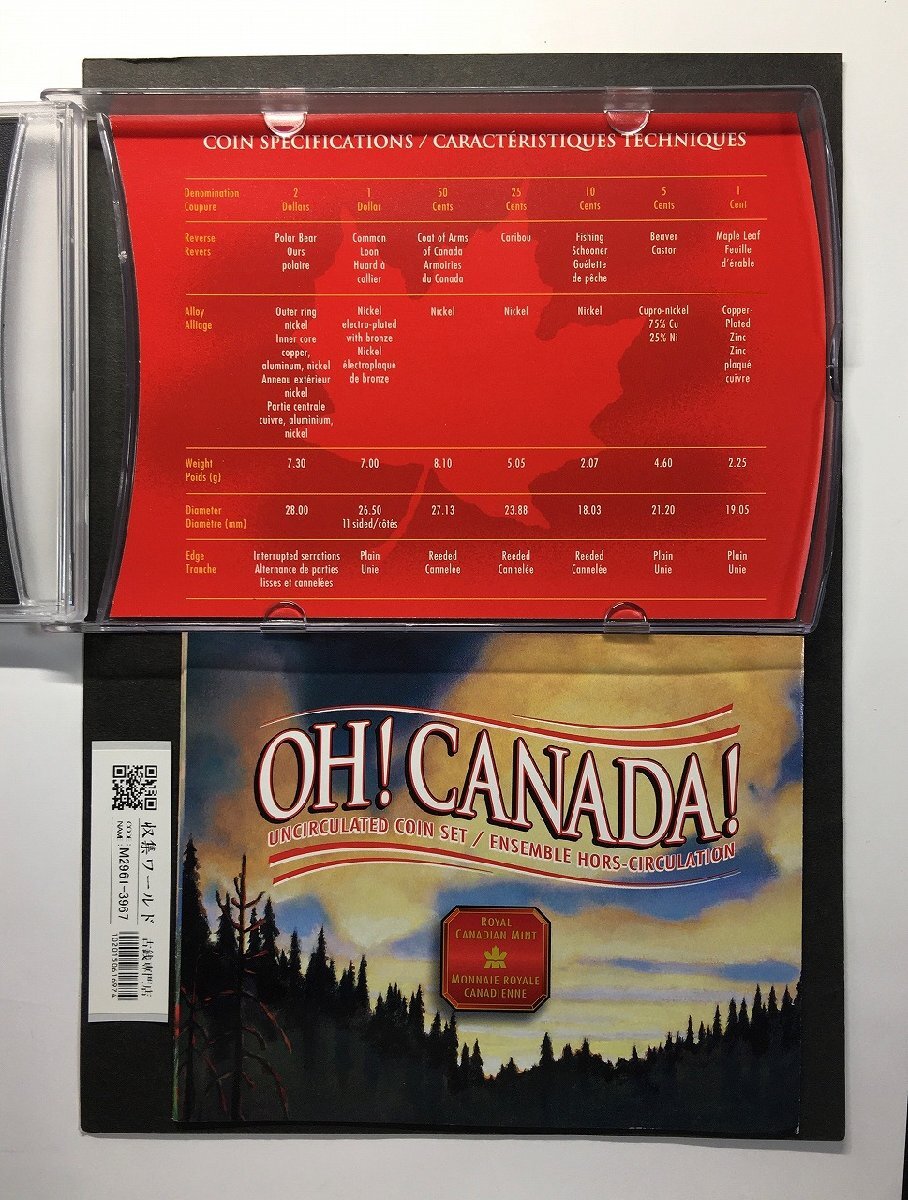 COIN SPECIFICATIONS / CARACTÉRISTIQUES TECHNIQUES
Denomination 2 1 50 25 10 5 1
Coupure Dollars Dollar Cents Cents Cents Cents Cent
Reverse Polar Bear Common Coat of Arms Caribou Fishing Beaver Maple Leaf
Revers Ours Loon of Canada Schooner Castor Feuille
polaire Huard à Armoiries Goélette d'érable
collier du Canada de pêche
Alloy Outer ring Nickel Nickel Nickel Nickel Cupro-nickel Copper-
Alliage nickel electro-plated 75% Cu Plated
Inner core with bronze 25% Ni Zinc
copper, Nickel Zinc
aluminum, nickel électroplaqué plaqué
Anneau extérieur de bronze cuivre
nickel
Partie centrale
cuivre, aluminium,
nickel
Weight 7.30 7.00 8.10 5.05 2.07 4.60 2.25
Poids (g)
Diameter 28.00 26.50 27.13 23.88 18.03 21.20 19.05
Diamètre (mm) 11 sided/côtés
Edge Interrupted serrations Plain Reeded Reeded Reeded Plain Plain
Tranche Alternance de parties Unie Cannelée Cannelée Cannelée Unie Unie
lisses et cannelées
OH! CANADA!
UNCIRCULATED COIN SET / ENSEMBLE HORS-CIRCULATION
ROYAL
CANADIAN MINT
MONNAIE ROYALE
CANADIENNE
収集ワールド 古銭専門店
CODE
NAME:M2961-3967